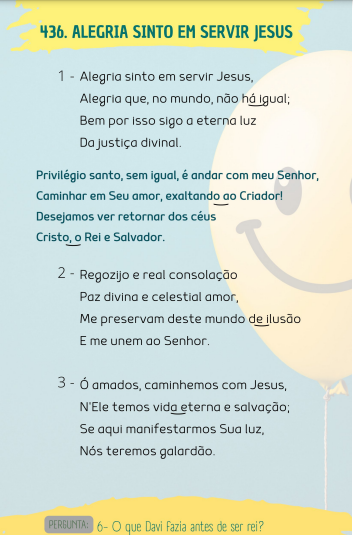 436. ALEGRIA SINTO EM SERVIR JESUS
1 - Alegria sinto em servir Jesus,
Alegria que, no mundo, não há igual;
Bem por isso sigo a eterna luz
Da justiça divinal.
Privilégio santo, sem igual, é andar com meu Senhor,
Caminhar em Seu amor, exaltando ao Criador!
Desejamos ver retornar dos céus
Cristo, o Rei e Salvador.
2 - Regozijo e real consolação
Paz divina e celestial amor,
Me preservam deste mundo de ilusão
E me unem ao Senhor.
3 - Ó amados, caminhemos com Jesus,
N'Ele temos vida eterna e salvação;
Se aqui manifestarmos Sua luz,
Nós teremos galardão.
PERGUNTA: 6- O que Davi fazia antes de ser rei?